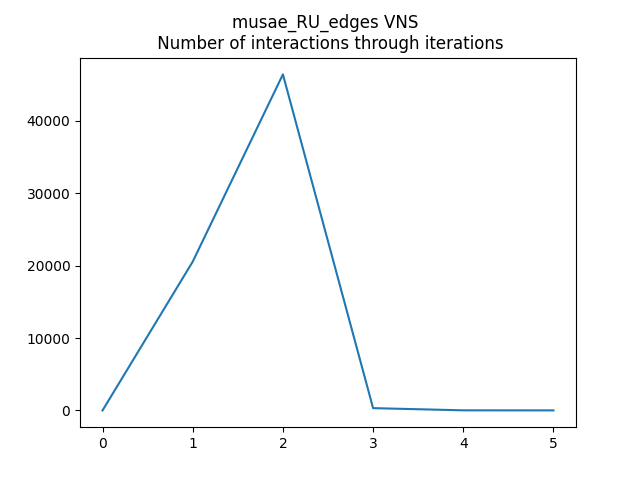 musae_RU_edges VNS
Number of interactions through iterations
40000
30000
20000
10000
0
0 1 2 3 4 5